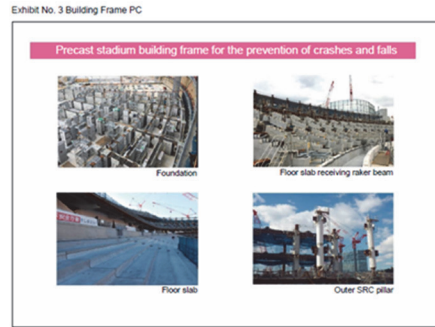 Exhibit No. 3 Building Frame PC
Precast stadium building frame for the prevention of crashes and falls
Foundation
Floor slab receiving raker beam
Floor slab
Outer SRC pillar